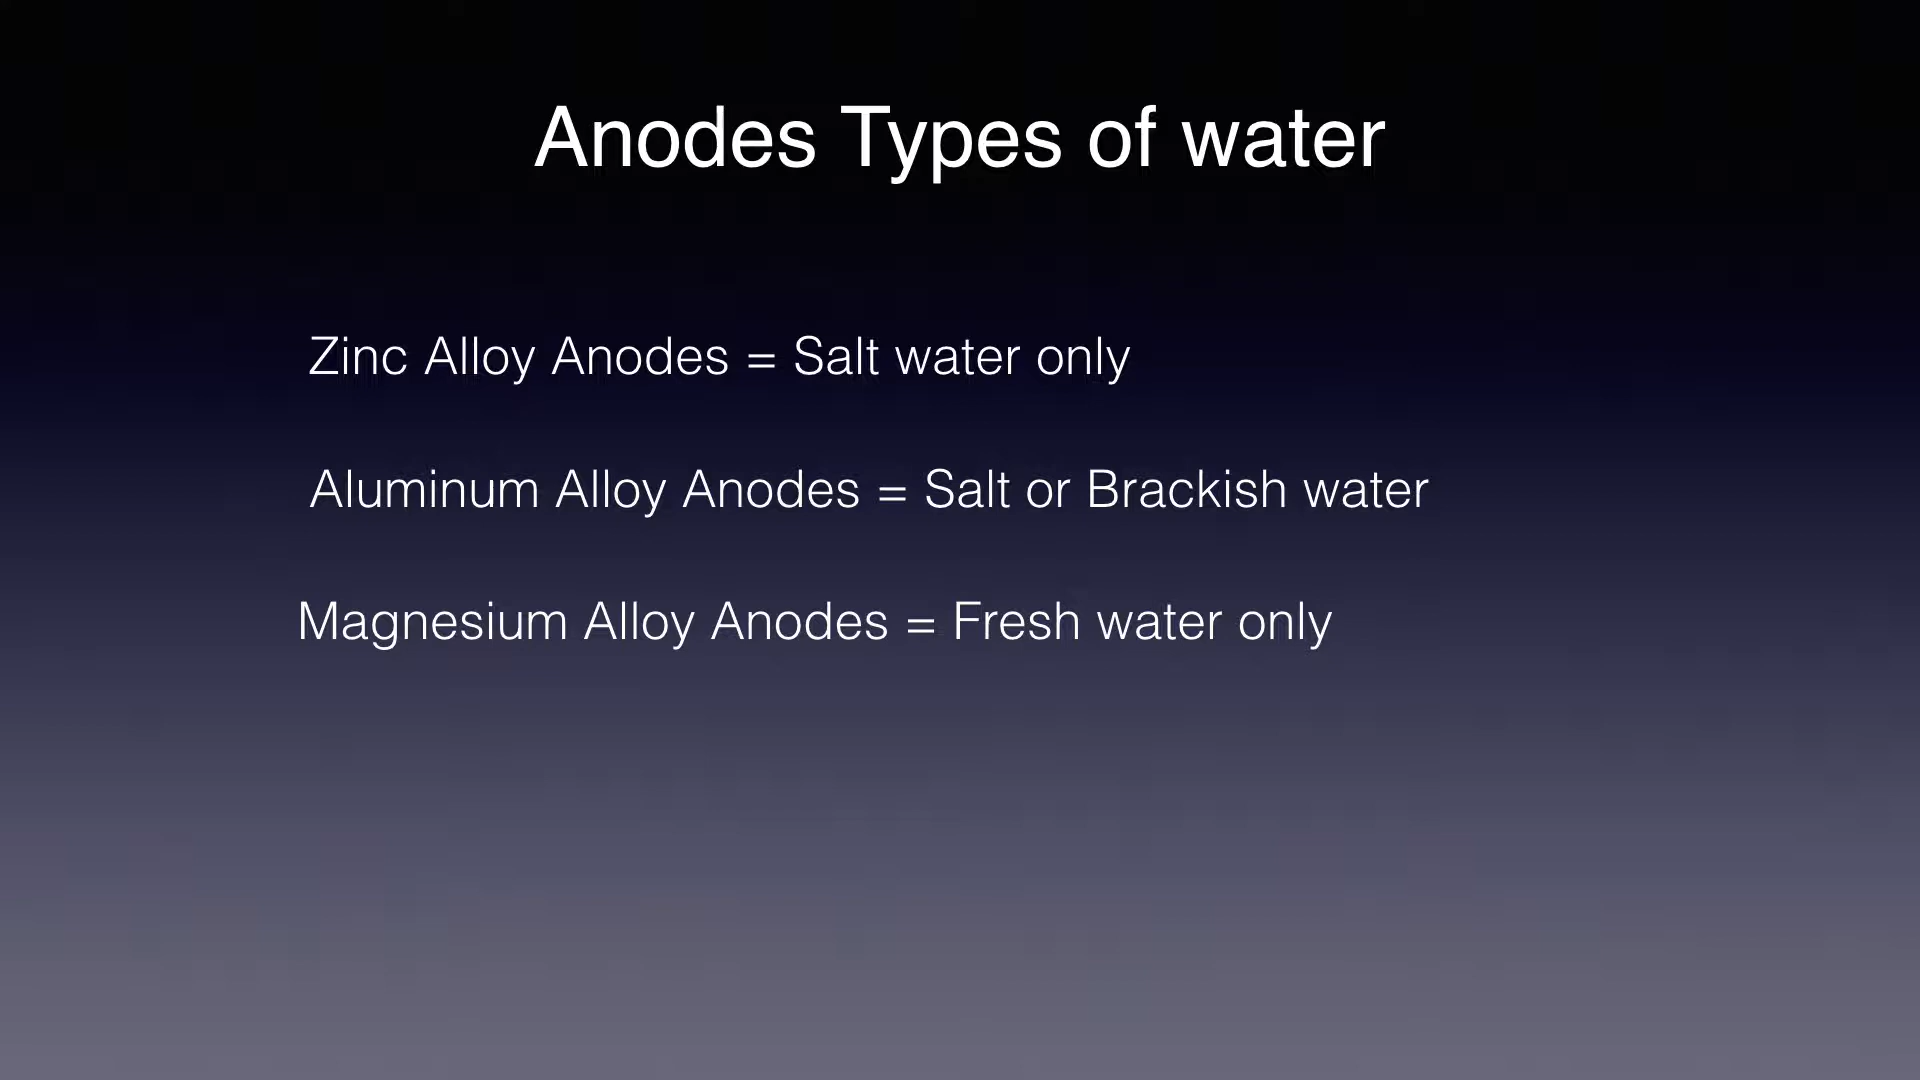 Anodes Types of water
Zinc Alloy Anodes = Salt water only
Aluminum Alloy Anodes = Salt or Brackish water
Magnesium Alloy Anodes = Fresh water only